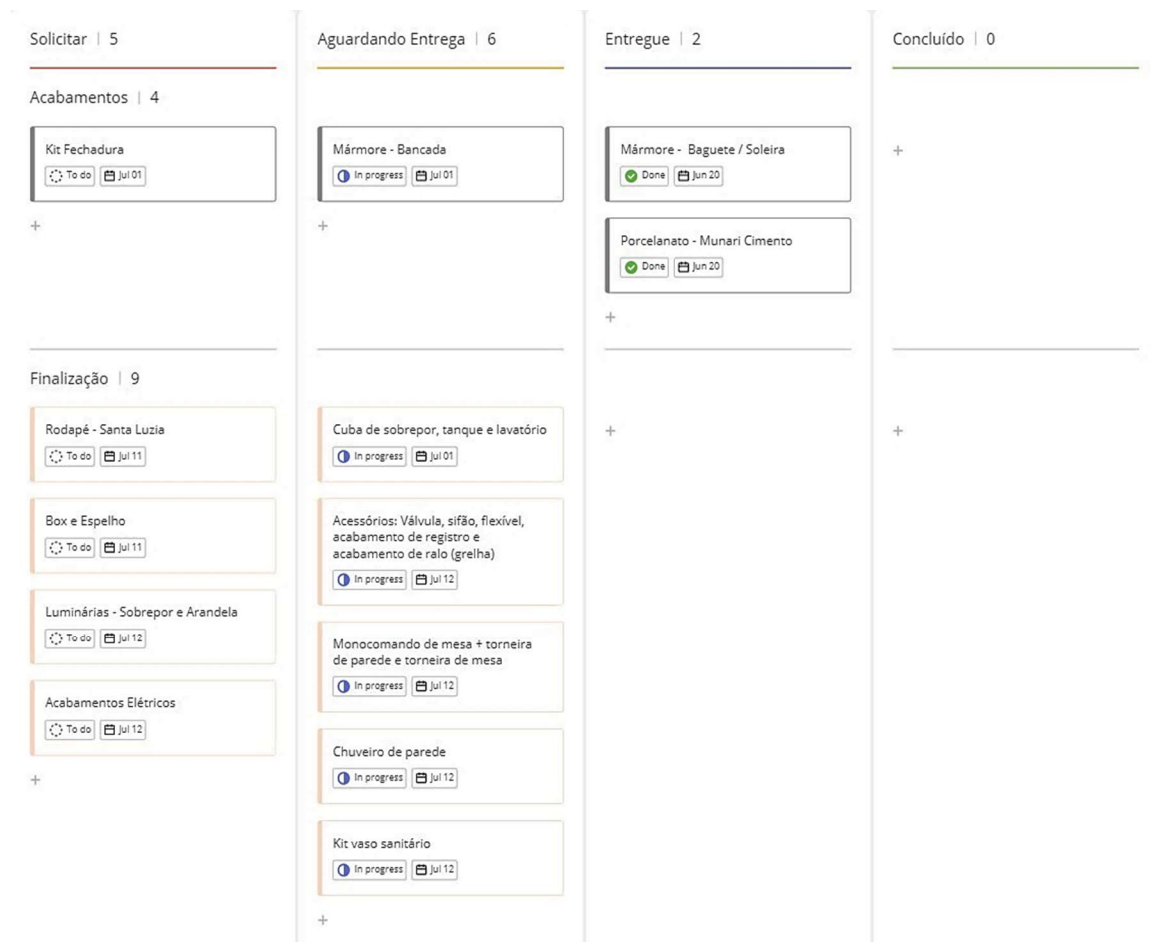 Solicitar | 5
Aguardando Entrega | 6
Entregue | 2
Concluído | 0
Acabamentos | 4
Kit Fechadura
To do Jul 01
Mármore - Bancada
In progress Jul 01
Mármore - Baguete / Soleira
Done Jun 20
Porcelanato - Munari Cimento
Done Jun 20
Finalização | 9
Rodapé - Santa Luzia
To do Jul 11
Box e Espelho
To do Jul 11
Luminárias - Sobrepor e Arandela
To do Jul 12
Acabamentos Elétricos
To do Jul 12
Cuba de sobrepor, tanque e lavatório
In progress Jul 01
Acessórios: Válvula, sifão, flexível,
acabamento de registro e
acabamento de ralo (grelha)
In progress Jul 12
Monocomando de mesa + torneira
de parede e torneira de mesa
In progress Jul 12
Chuveiro de parede
In progress Jul 12
Kit vaso sanitário
In progress Jul 12